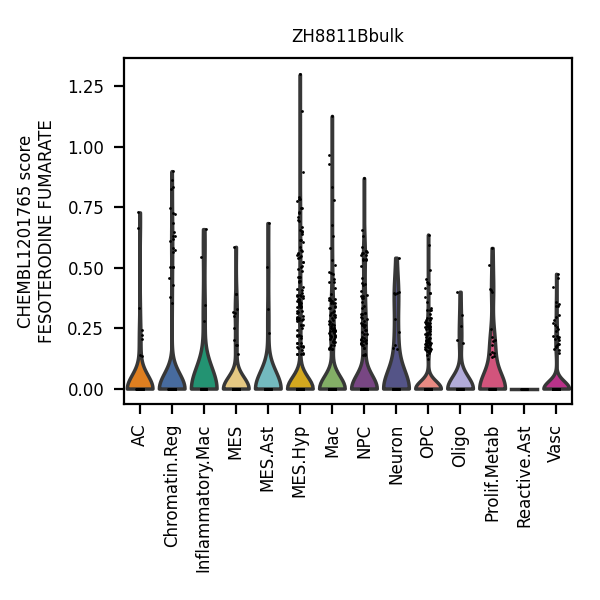 ZH8811Bbulk
CHEMBL1201765 score
FESOTERODINE FUMARATE
1.25
1.00
0.75
0.50
0.25
0.00
AC
Chromatin.Reg
Inflammatory.Mac
MES
MES.Ast
MES.Hyp
Mac
NPC
Neuron
OPC
Oligo
Prolif.Metab
Reactive.Ast
Vasc